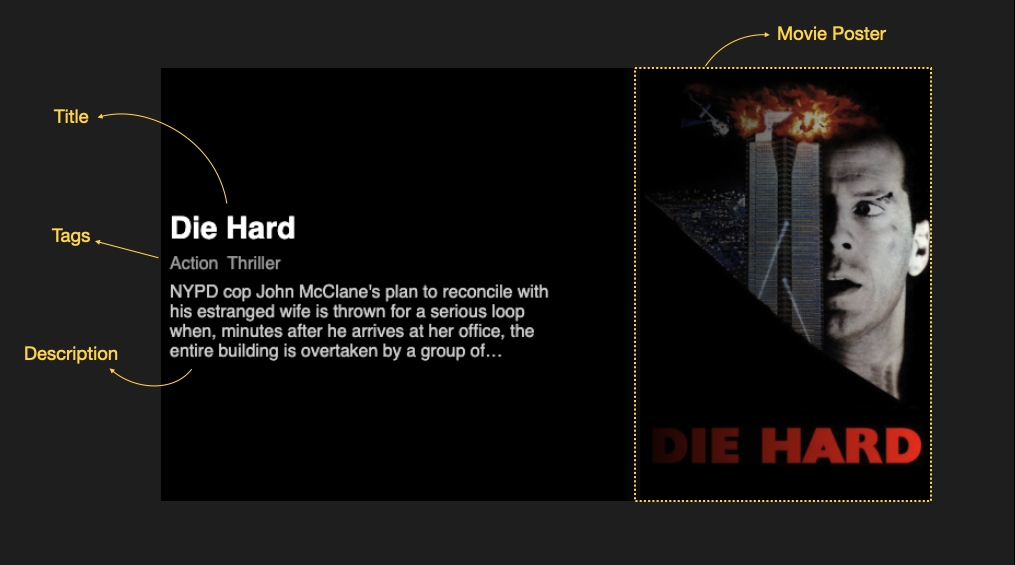 Movie Poster
Title
Die Hard
Tags
Action Thriller
NYPD cop John McClane's plan to reconcile with
his estranged wife is thrown for a serious loop
when, minutes after he arrives at her office, the
entire building is overtaken by a group of...
Description
DIE HARD